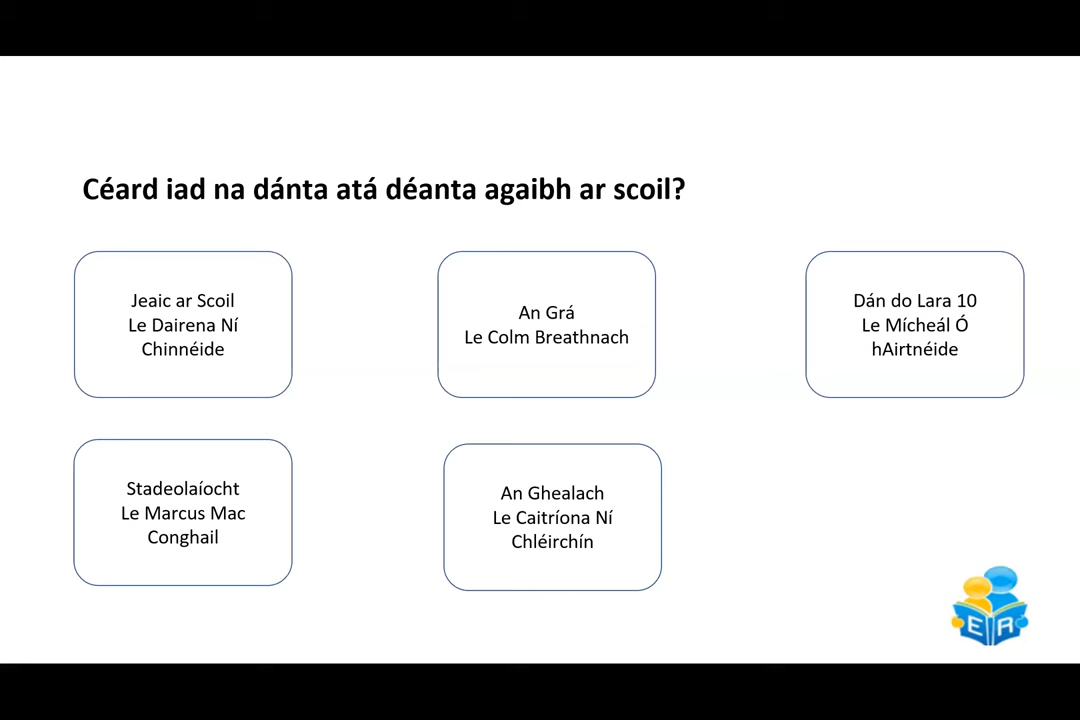 Céard iad na dánta atá déanta agaibh ar scoil?
Jeaic ar Scoil
Le Dairena Ní
Chinnéide
An Grá
Le Colm Breathnach
Dán do Lara 10
Le Mícheál Ó
hAirtnéide
Stadeolaíocht
Le Marcus Mac
Conghail
An Ghealach
Le Caitríona Ní
Chléirchín
E R